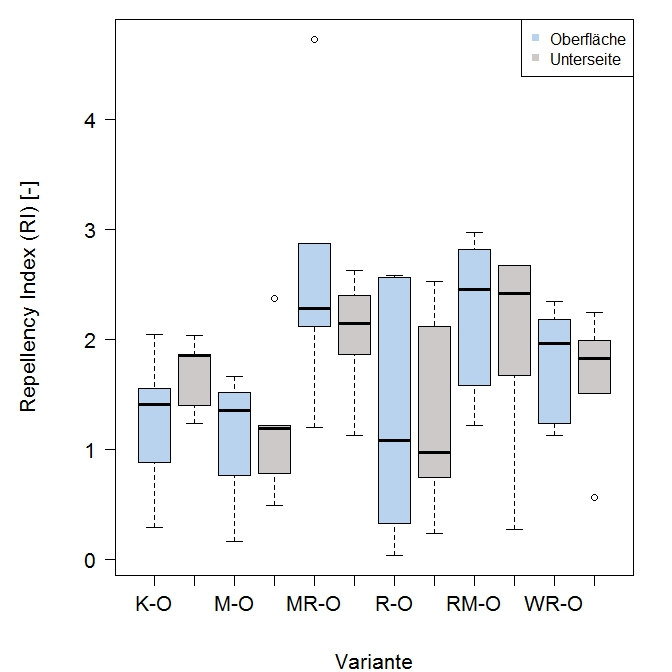 Oberfläche
Unterseite
4
3
2
1
0
Repellency Index (RI) [-]
K-O M-O MR-O R-O RM-O WR-O
Variante